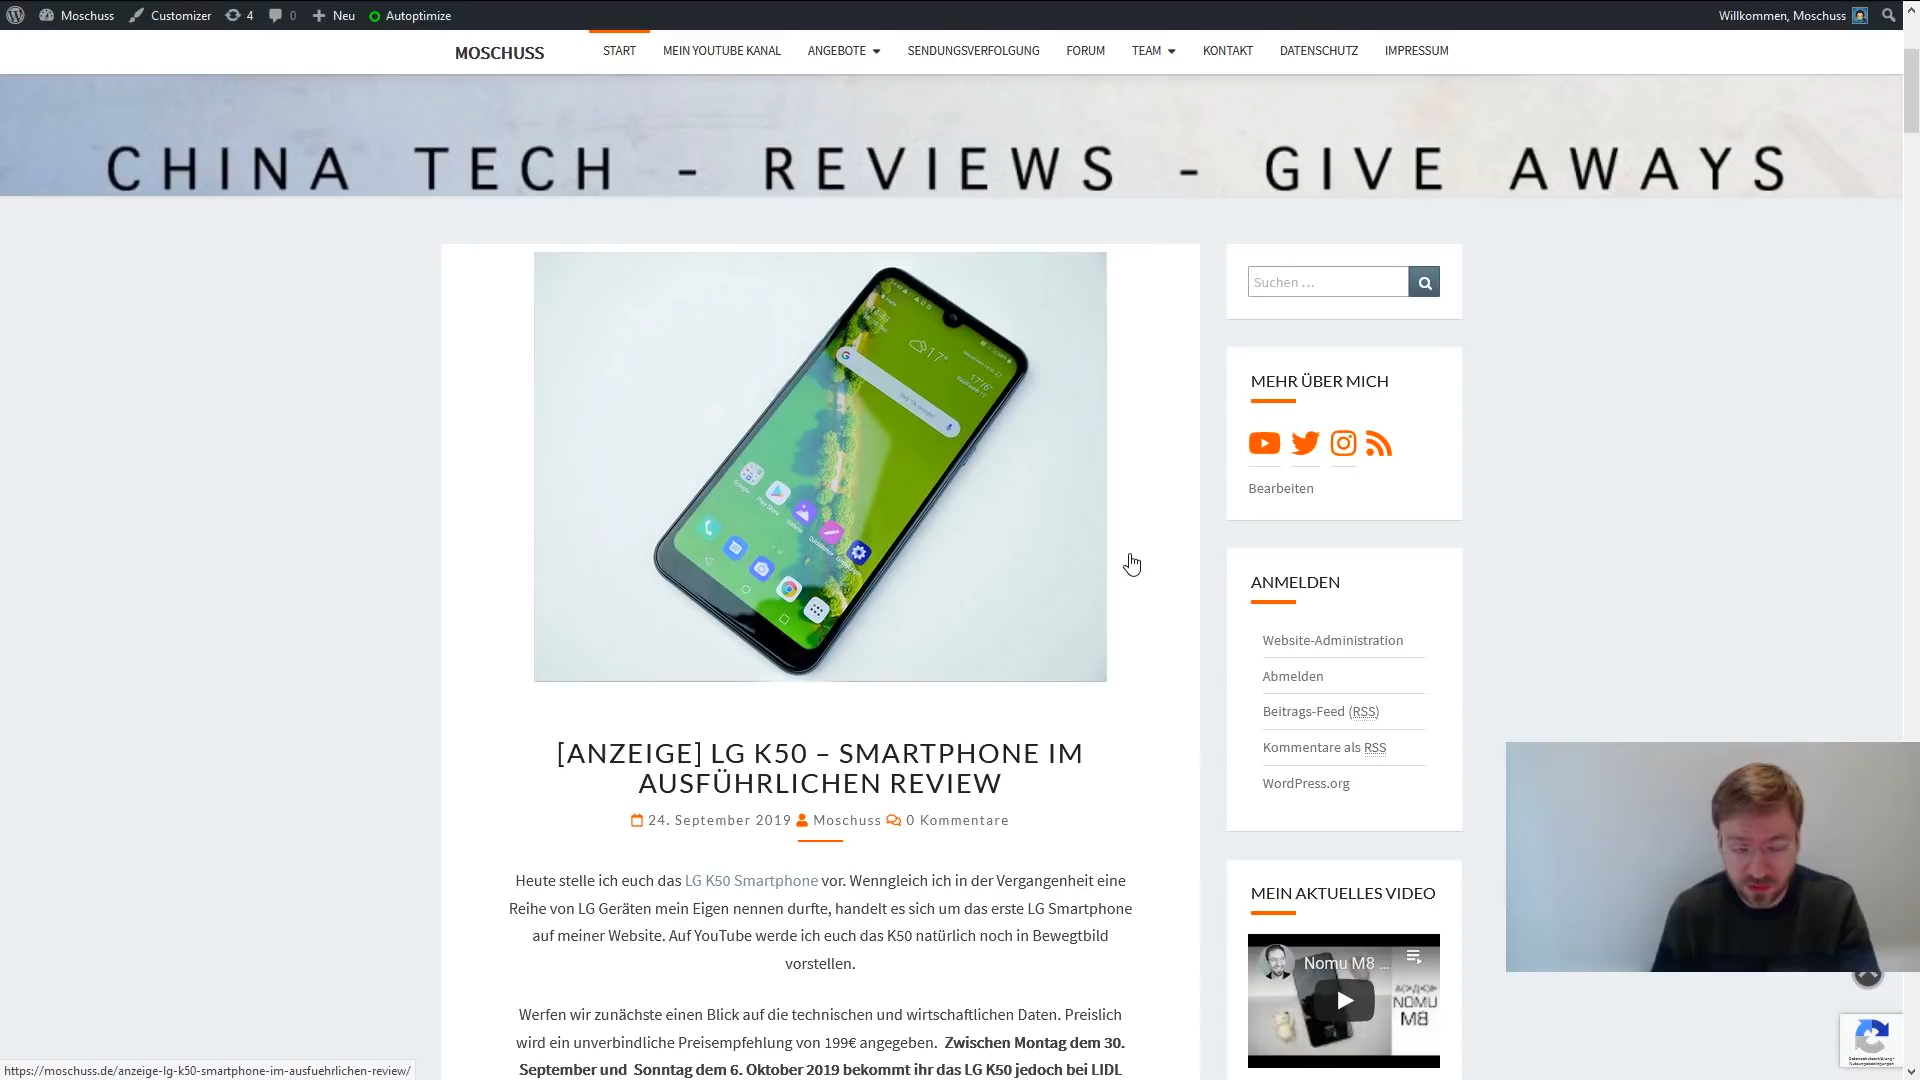 Moschuss Customizer 4 0 Neu Autoptimize Willkommen, Moschuss
MOSCHUSS START MEIN YOUTUBE KANAL ANGEBOTE SENDUNGSVERFOLGUNG FORUM TEAM KONTAKT DATENSCHUTZ IMPRESSUM
CHINA TECH - REVIEWS - GIVE AWAYS
Suchen …
MEHR ÜBER MICH
Bearbeiten
ANMELDEN
Website-Administration
Abmelden
Beitrags-Feed (RSS)
Kommentare als RSS
WordPress.org
MEIN AKTUELLES VIDEO
Nomu M8 ...
NOMU
M8
17°
Google
Play Store
Galerie
[ANZEIGE] LG K50 – SMARTPHONE IM
AUSFÜHRLICHEN REVIEW
24. September 2019 Moschuss 0 Kommentare
Heute stelle ich euch das LG K50 Smartphone vor. Wenngleich ich in der Vergangenheit eine
Reihe von LG Geräten mein Eigen nennen durfte, handelt es sich um das erste LG Smartphone
auf meiner Website. Auf YouTube werde ich euch das K50 natürlich noch in Bewegtbild
vorstellen.
Werfen wir zunächste einen Blick auf die technischen und wirtschaftlichen Daten. Preislich
wird ein unverbindliche Preisempfehlung von 199€ angegeben. Zwischen Montag dem 30.
September und Sonntag dem 6. Oktober 2019 bekommt ihr das LG K50 jedoch bei LIDL
Datenschutzerklärung -
Nutzungsbedingungen
https://moschuss.de/anzeige-lg-k50-smartphone-im-ausfuehrlichen-review/